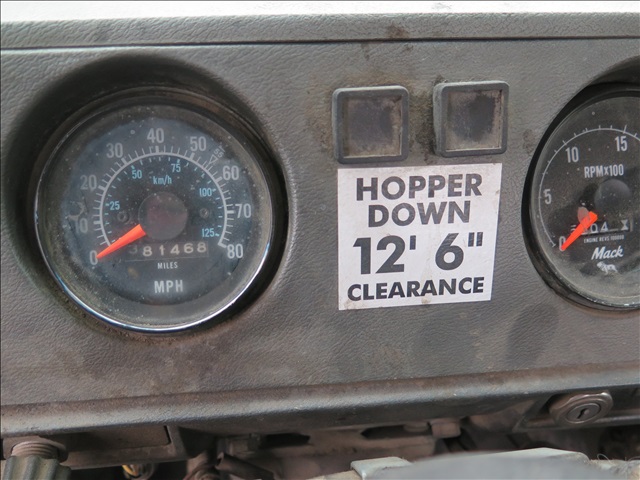 10 20 30 40 50 60 70 80
0
25 50 75 100 125
km/h
81468
MILES
MPH
HOPPER
DOWN
12' 6"
CLEARANCE
0 5 10 15
RPMX100
Mack